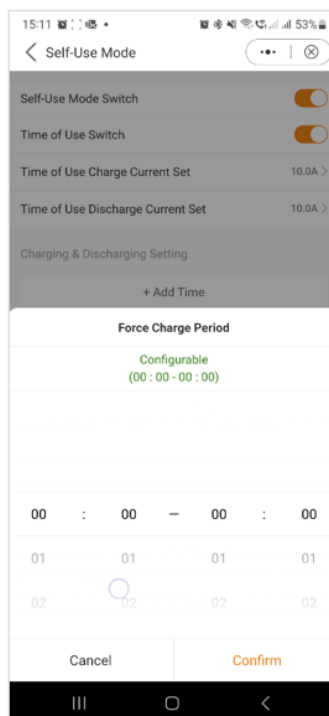 15:11 53%
Self-Use Mode
Self-Use Mode Switch
Time of Use Switch
Time of Use Charge Current Set 10.0A
Time of Use Discharge Current Set 10.0A
Charging & Discharging Setting
+ Add Time
Force Charge Period
Configurable
(00 : 00 - 00 : 00)
00 : 00 — 00 : 00
01 01 01 01
02 02 02 02
Cancel Confirm